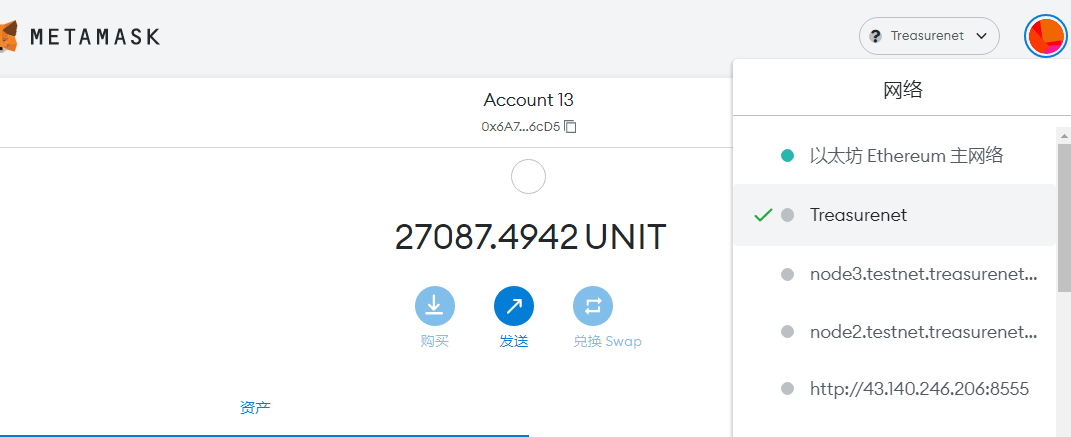 METAMASK
Treasurenet
Account 13
0x6A7...6cD5
27087.4942 UNIT
购买
发送
兑换 Swap
资产
网络
以太坊 Ethereum 主网络
Treasurenet
node3.testnet.treasurenet...
node2.testnet.treasurenet...
http://43.140.246.206:8555